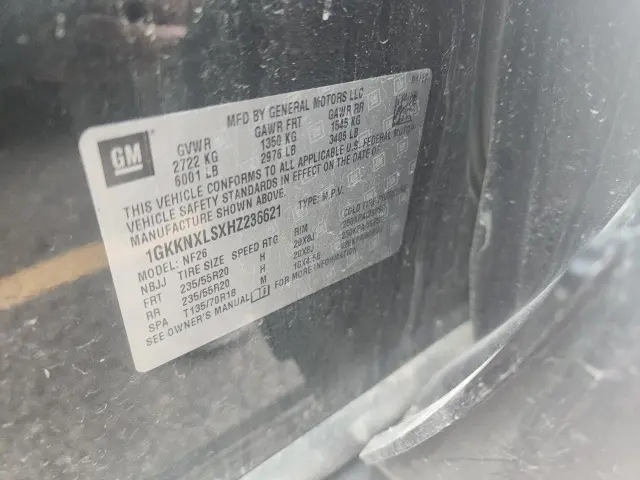 GM
MFD BY GENERAL MOTORS LLC
GVWR GAWR FRT GAWR RR
2722 KG 1350 KG 1545 KG
6001 LB 2976 LB 3406 LB
THIS VEHICLE CONFORMS TO ALL APPLICABLE U.S. FEDERAL MOTOR
VEHICLE SAFETY STANDARDS IN EFFECT ON THE DATE OF
MANUFACTURE SHOWN ABOVE.
1GKKNXLSXHZ236621 TYPE: M.P.V.
MODEL: NF26
NBJJ TIRE SIZE SPEED RTG RIM COLD TIRE
FRT 235/55R20 H 20X8J
RR 235/55R20 H 20X8J
SPA T135/70R18 M
SEE OWNER'S MANUAL FOR MORE INFORMATION